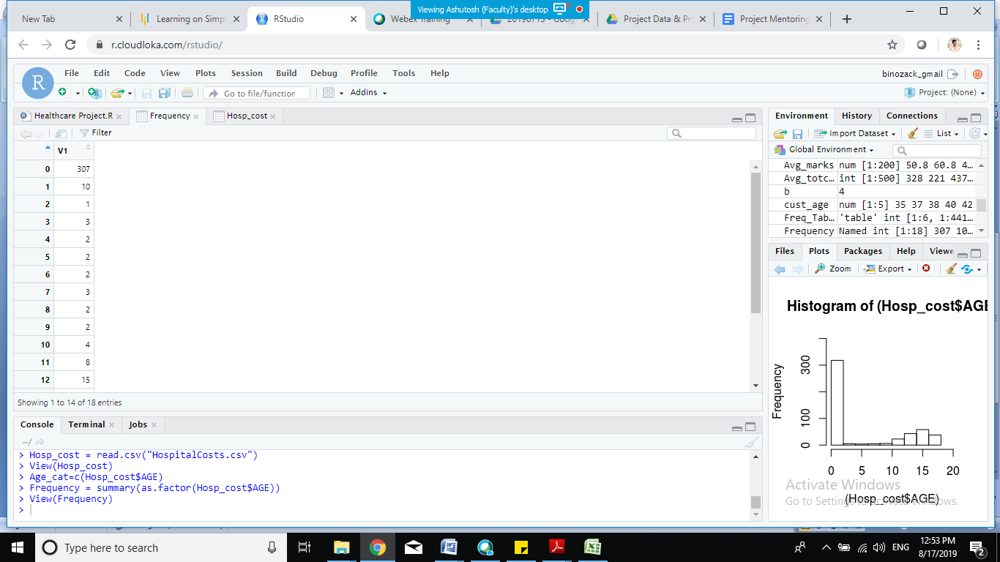 Viewing Ashutosh (Faculty)'s desktop
New Tab
Learning on Simpl
RStudio
Webex Training
20190713 - Goog
Project Data & Pro
Project Mentoring
r.cloudloka.com/rstudio/
R
File Edit Code View Plots Session Build Debug Profile Tools Help
binozack_gmail
Go to file/function
Addins
Project: (None)
Healthcare Project.R
Frequency
Hosp_cost
Filter
V1
0 307
1 10
2 1
3 3
4 2
5 2
6 2
7 3
8 2
9 2
10 4
11 8
12 15
Showing 1 to 14 of 18 entries
Console Terminal Jobs
~/
> Hosp_cost = read.csv("HospitalCosts.csv")
> View(Hosp_cost)
> Age_cat=c(Hosp_cost$AGE)
> Frequency = summary(as.factor(Hosp_cost$AGE))
> View(Frequency)
>
Environment History Connections
Import Dataset
List
Global Environment
Avg_marks num [1:200] 50.8 60.8 4…
Avg_totc… int [1:500] 328 221 437…
b 4
cust_age num [1:5] 35 37 38 40 42
Freq_Tab… 'table' int [1:6, 1:441…
Frequency Named int [1:18] 307 10…
Files Plots Packages Help Viewe
Zoom Export
Histogram of (Hosp_cost$AGE
Frequency
0 100 300
0 5 10 15 20
(Hosp_cost$AGE)
Activate Windows
Go to Settings to activate Windows.
Type here to search
ENG
12:53 PM
8/17/2019
2